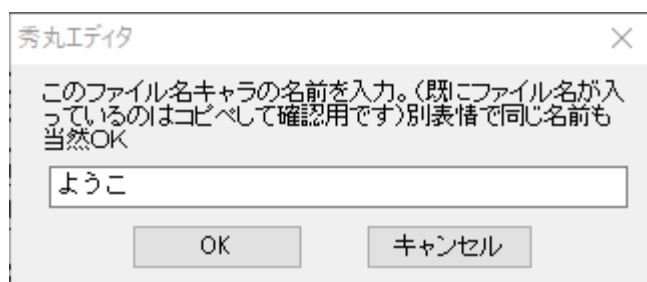 秀丸エディタ
このファイル名キャラの名前を入力。(既にファイル名が入
っているのはコピペして確認用です)別表情で同じ名前も
当然OK
ようこ
OK
キャンセル